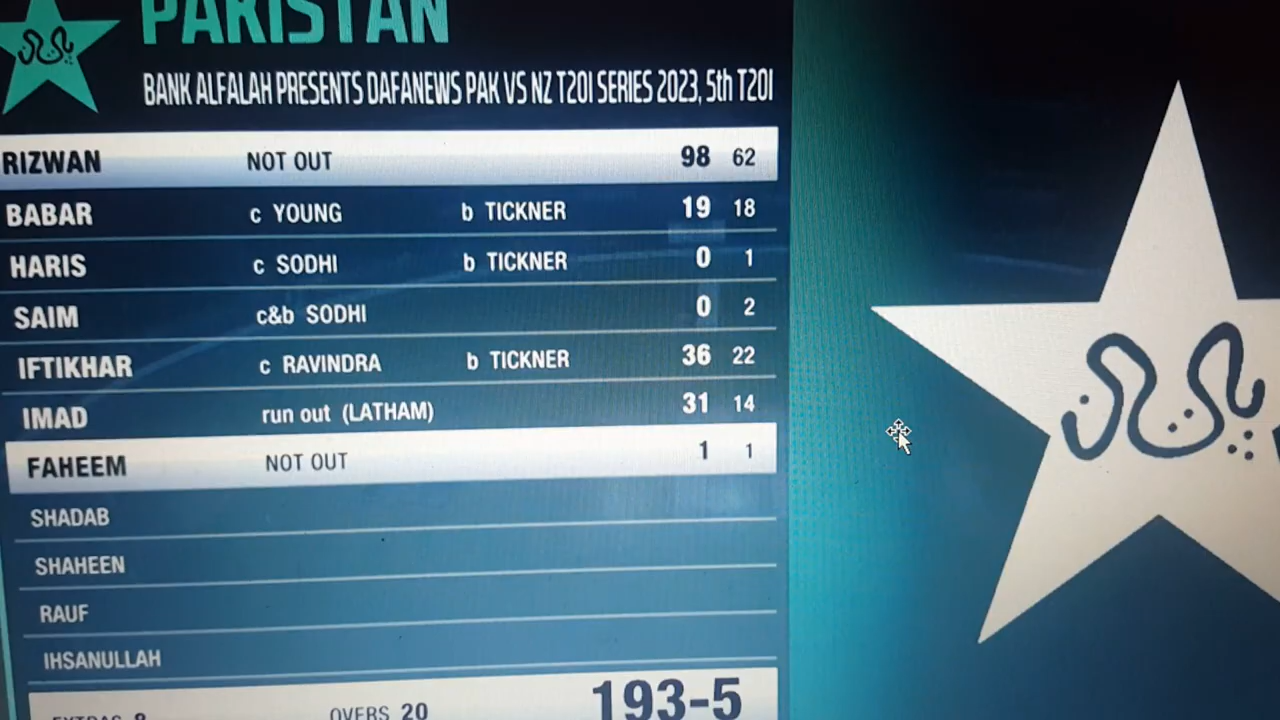 PAKISTAN
BANK ALFALAH PRESENTS DAFANEWS PAK VS NZ T20I SERIES 2023, 5th T20I
RIZWAN NOT OUT 98 62
BABAR c YOUNG b TICKNER 19 18
HARIS c SODHI b TICKNER 0 1
SAIM c&b SODHI 0 2
IFTIKHAR c RAVINDRA b TICKNER 36 22
IMAD run out (LATHAM) 31 14
FAHEEM NOT OUT 1 1
SHADAB
SHAHEEN
RAUF
IHSANULLAH
EXTRAS 8 OVERS 20 193-5